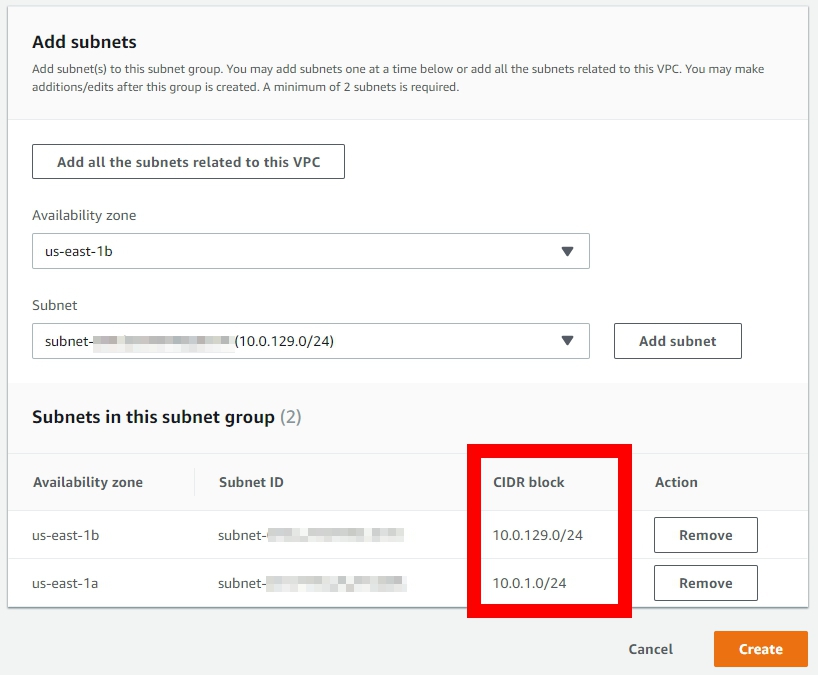 Add subnets
Add subnet(s) to this subnet group. You may add subnets one at a time below or add all the subnets related to this VPC. You may make
additions/edits after this group is created. A minimum of 2 subnets is required.
Add all the subnets related to this VPC
Availability zone
us-east-1b
Subnet
subnet- (10.0.129.0/24) Add subnet
Subnets in this subnet group (2)
Availability zone Subnet ID CIDR block Action
us-east-1b subnet- 10.0.129.0/24 Remove
us-east-1a subnet- 10.0.1.0/24 Remove
Cancel Create